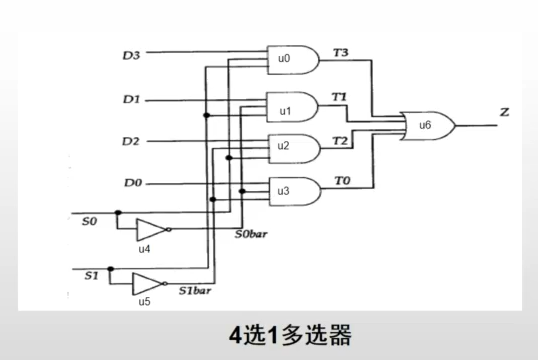 D3 u0 T3
D1 u1 T1
Z
u6
D2 u2 T2
D0 u3 T0
S0 u4 S0bar
S1 u5 S1bar
4选1多选器